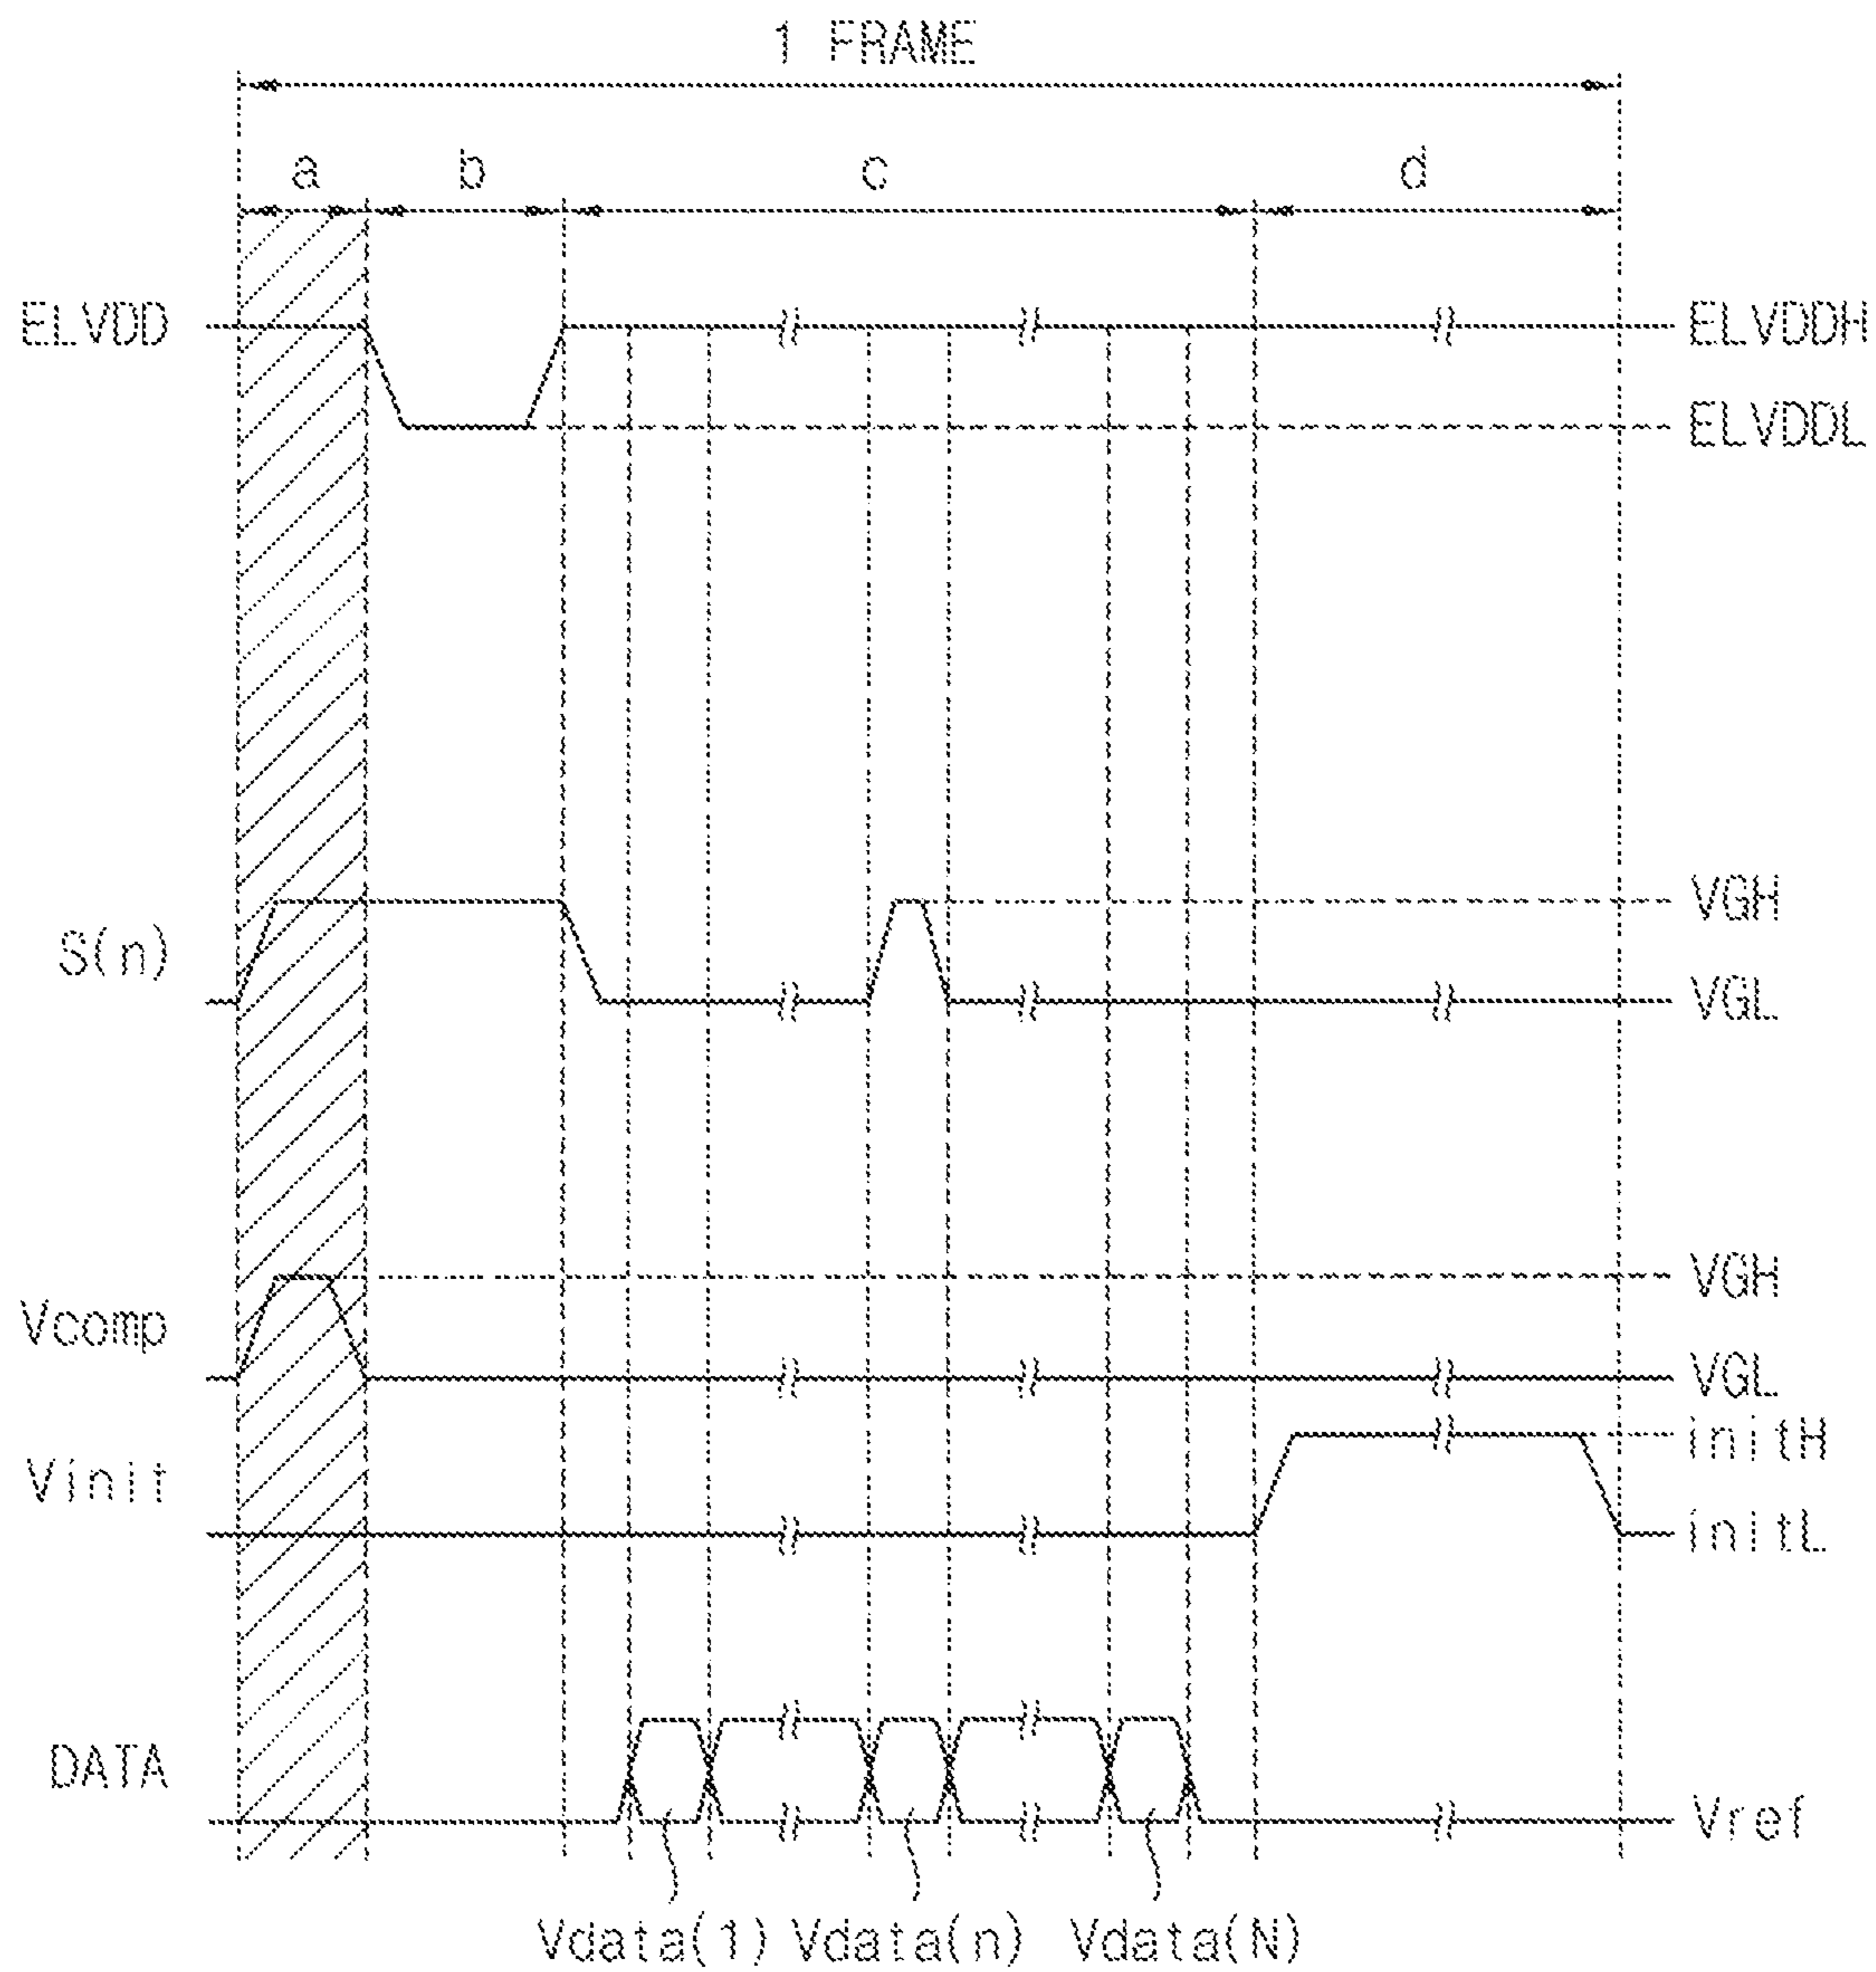 1 FRAME
a b c d
ELVDD ELVDDH
ELVDDL
VGH
S(n)
VGL
VGH
Vcomp
VGL
initH
Vinit
initL
DATA
Vref
Vdata(1) Vdata(n) Vdata(N)